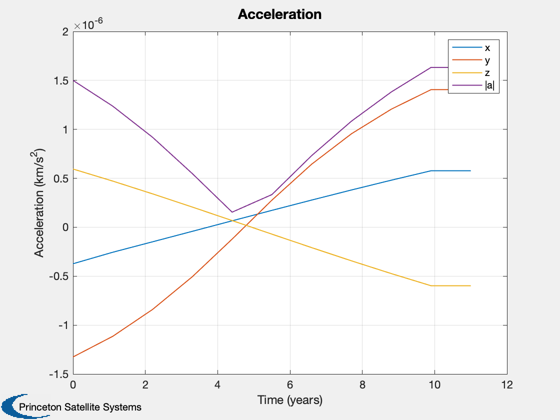 Acceleration
×10⁻⁶
2
1.5
1
0.5
0
-0.5
-1
-1.5
Acceleration (km/s²)
x
y
z
|a|
0 2 4 6 8 10 12
Time (years)
Princeton Satellite Systems